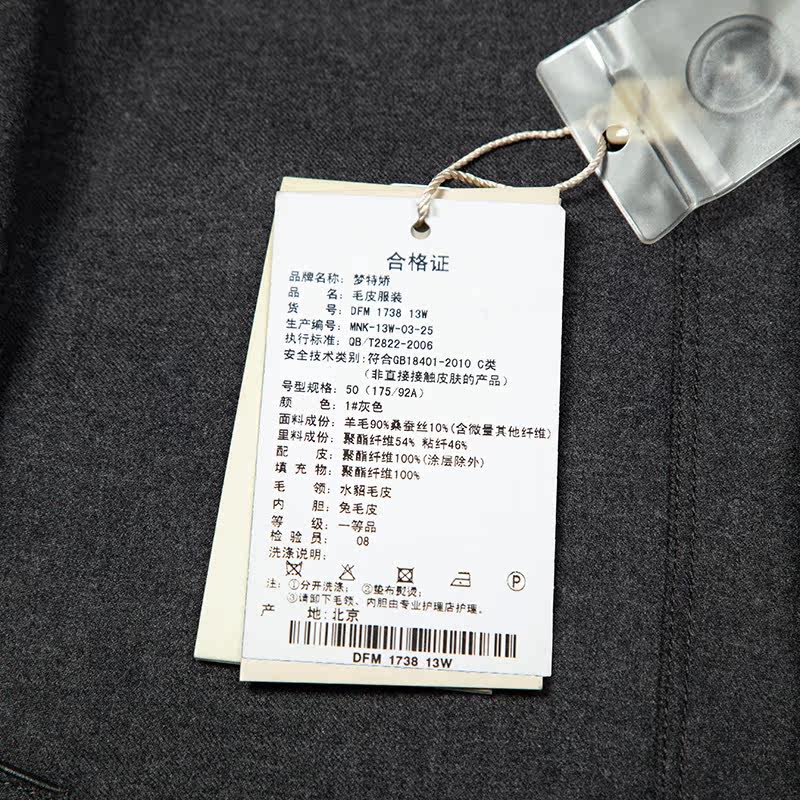 合格证
品牌名称：梦特娇
品　　名：毛皮服装
货　　号：DFM 1738 13W
生产编号：MNK-13W-03-25
执行标准：QB/T2822-2006
安全技术类别：符合GB18401-2010 C类
（非直接接触皮肤的产品）
号型规格：50（175/92A）
颜　　色：1#灰色
面料成份：羊毛90%桑蚕丝10%(含微量其他纤维)
里料成份：聚酯纤维54% 粘纤46%
配　　皮：聚酯纤维100%(涂层除外)
填 充 物：聚酯纤维100%
毛　　领：水貂毛皮
内　　胆：兔毛皮
等　　级：一等品
检 验 员：　08
洗涤说明：
P
注：①分开洗涤；　②垫布熨烫；
③请卸下毛领、内胆由专业护理店护理。
产　　地：北京
DFM 1738 13W